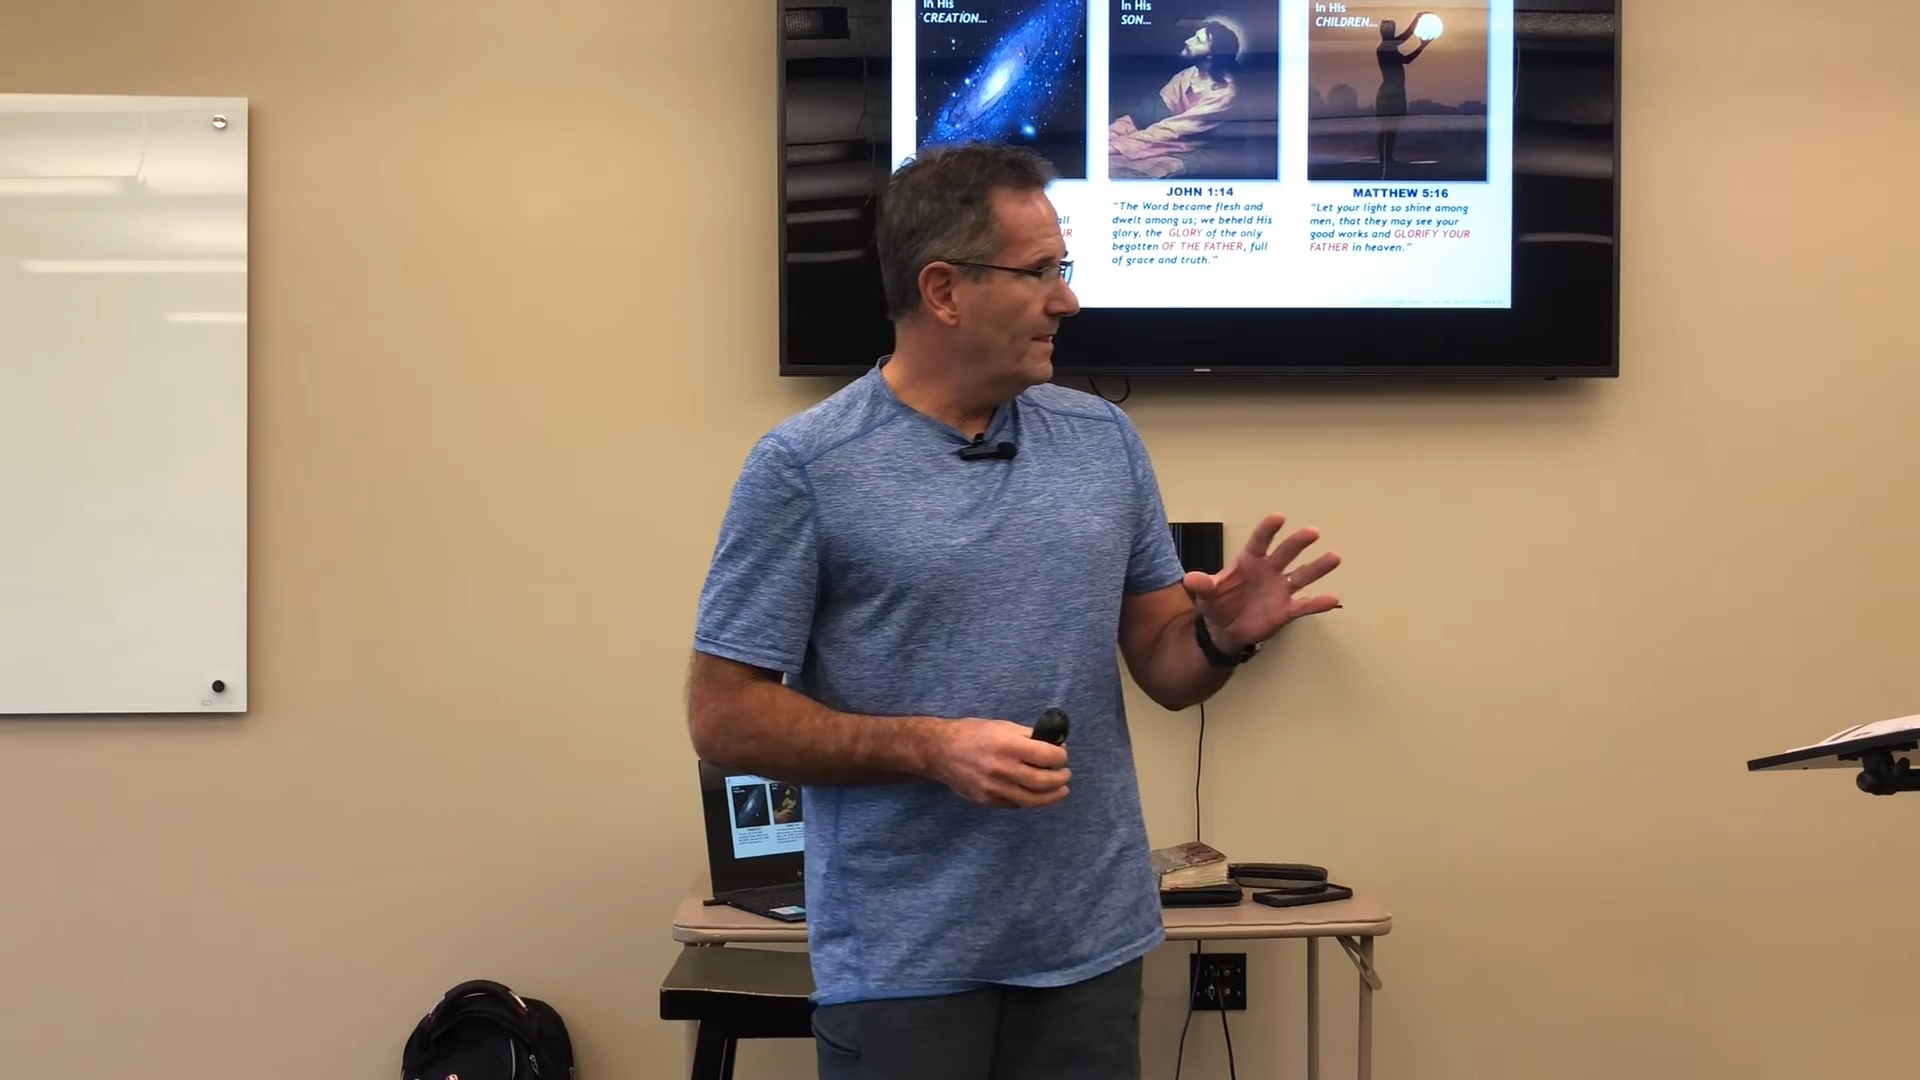 In His
CREATION...
In His
SON...
In His
CHILDREN...
all
UR
JOHN 1:14
"The Word became flesh and
dwelt among us; we beheld His
glory, the GLORY of the only
begotten OF THE FATHER, full
of grace and truth."
MATTHEW 5:16
"Let your light so shine among
men, that they may see your
good works and GLORIFY YOUR
FATHER in heaven."
SAMSUNG